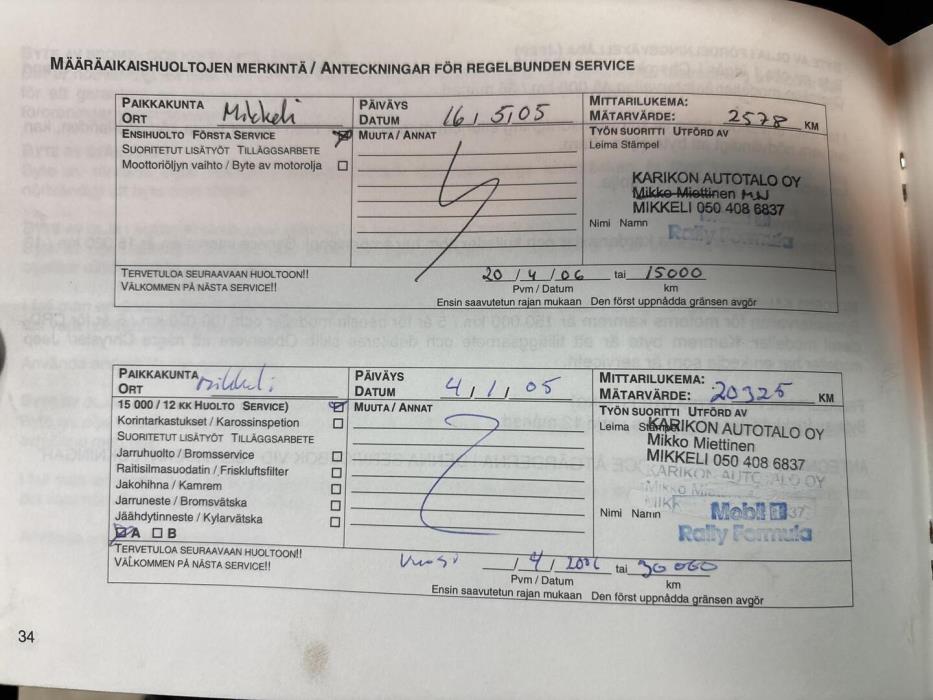 MÄÄRÄAIKAISHUOLTOJEN MERKINTÄ / ANTECKNINGAR FÖR REGELBUNDEN SERVICE
PAIKKAKUNTA
ORT Mikkeli
PÄIVÄYS
DATUM 16, 5,05
MITTARILUKEMA:
MÄTARVÄRDE: 2578 KM
ENSIHUOLTO FÖRSTA SERVICE
SUORITETUT LISÄTYÖT TILLÄGGSARBETE
Moottoriöljyn vaihto / Byte av motorolja
MUUTA / ANNAT
TYÖN SUORITTI UTFÖRD AV
Leima Stämpel
KARIKON AUTOTALO OY
Mikko Miettinen MN
MIKKELI 050 408 6837
Nimi Namn
Rally Formula
TERVETULOA SEURAAVAAN HUOLTOON!!
VÄLKOMMEN PÅ NÄSTA SERVICE!!
20 / 4 / 06 tai 15000
Pvm / Datum km
Ensin saavutetun rajan mukaan Den först uppnådda gränsen avgör
PAIKKAKUNTA
ORT Mikkeli
PÄIVÄYS
DATUM 4, 1, 05
MITTARILUKEMA:
MÄTARVÄRDE: 20325 KM
15 000 / 12 KK HUOLTO SERVICE)
Korintarkastukset / Karossinspetion
SUORITETUT LISÄTYÖT TILLÄGGSARBETE
Jarruhuolto / Bromsservice
Raitisilmasuodatin / Friskluftsfilter
Jakohihna / Kamrem
Jarruneste / Bromsvätska
Jäähdytinneste / Kylarvätska
A B
MUUTA / ANNAT
TYÖN SUORITTI UTFÖRD AV
Leima Stämpel
KARIKON AUTOTALO OY
Mikko Miettinen
MIKKELI 050 408 6837
KARIKON AUTOTALO OY
Nimi Namn
Mobil 1
Rally Formula
TERVETULOA SEURAAVAAN HUOLTOON!!
VÄLKOMMEN PÅ NÄSTA SERVICE!!
/ 4 / 2006 tai 30 000
Pvm / Datum km
Ensin saavutetun rajan mukaan Den först uppnådda gränsen avgör
34